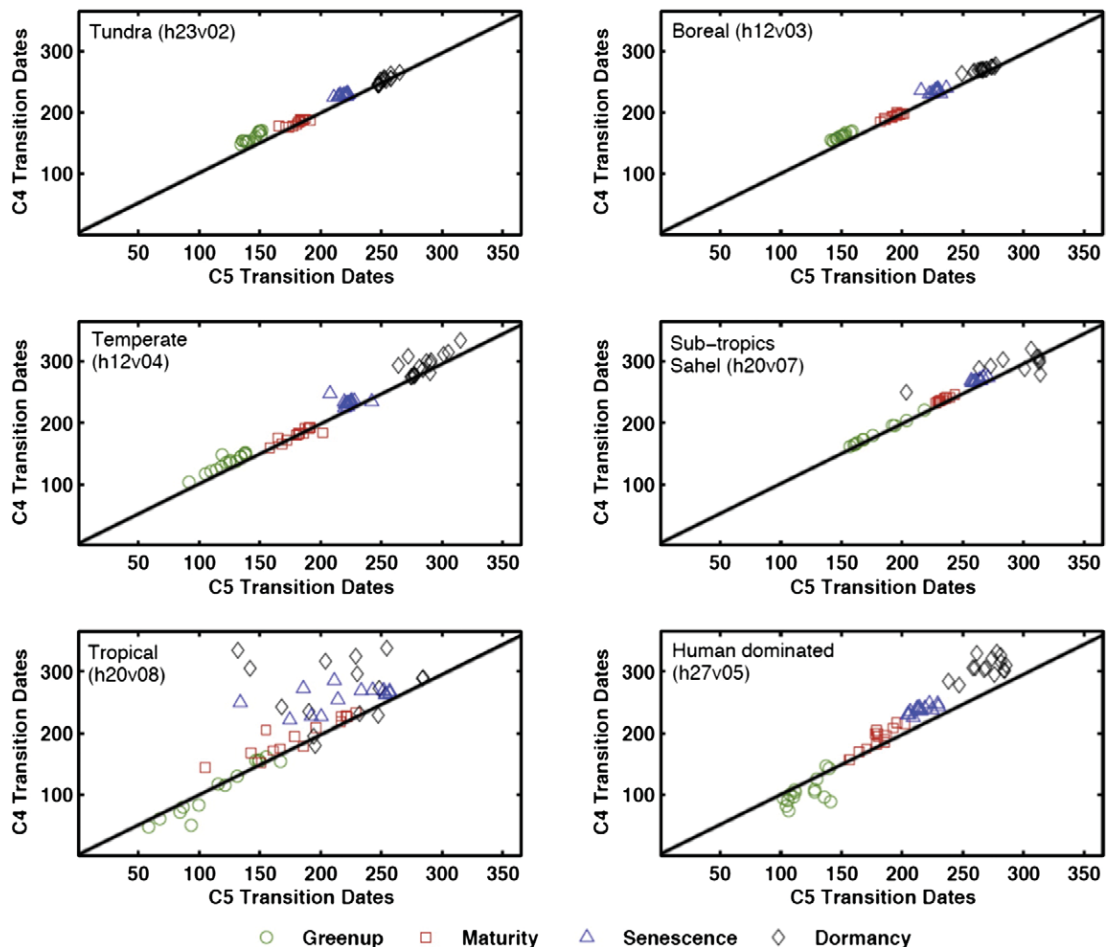 Tundra (h23v02)
C4 Transition Dates
300
200
100
50 100 150 200 250 300 350
C5 Transition Dates
Boreal (h12v03)
C4 Transition Dates
300
200
100
50 100 150 200 250 300 350
C5 Transition Dates
Temperate
(h12v04)
C4 Transition Dates
300
200
100
50 100 150 200 250 300 350
C5 Transition Dates
Sub-tropics
Sahel (h20v07)
C4 Transition Dates
300
200
100
50 100 150 200 250 300 350
C5 Transition Dates
Tropical
(h20v08)
C4 Transition Dates
300
200
100
50 100 150 200 250 300 350
C5 Transition Dates
Human dominated
(h27v05)
C4 Transition Dates
300
200
100
50 100 150 200 250 300 350
C5 Transition Dates
Greenup Maturity Senescence Dormancy